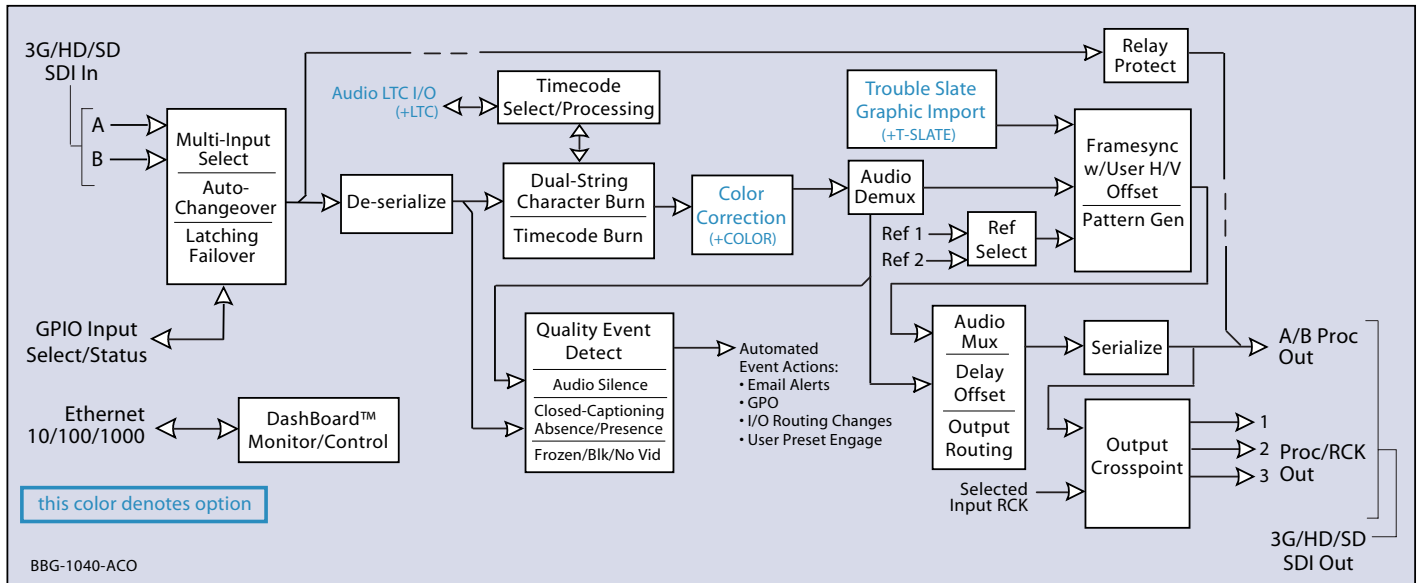 3G/HD/SD
SDI In
A
B
Multi-Input
Select
Auto-
Changeover
Latching
Failover
GPIO Input
Select/Status
Ethernet
10/100/1000
DashBoard™
Monitor/Control
this color denotes option
BBG-1040-ACO
De-serialize
Audio LTC I/O
(+LTC)
Timecode
Select/Processing
Dual-String
Character Burn
Timecode Burn
Color
Correction
(+COLOR)
Quality Event
Detect
Audio Silence
Closed-Captioning
Absence/Presence
Frozen/Blk/No Vid
Automated
Event Actions:
• Email Alerts
• GPO
• I/O Routing Changes
• User Preset Engage
Trouble Slate
Graphic Import
(+T-SLATE)
Audio
Demux
Ref 1
Ref 2
Ref
Select
Framesync
w/User H/V
Offset
Pattern Gen
Relay
Protect
Audio
Mux
Delay
Offset
Output
Routing
Serialize
A/B Proc
Out
Selected
Input RCK
Output
Crosspoint
1
2
3
Proc/RCK
Out
3G/HD/SD
SDI Out